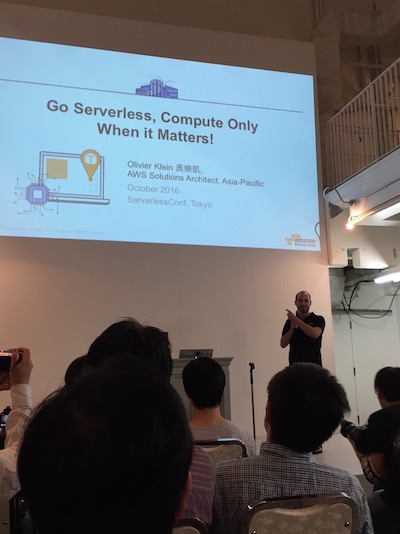 Go Serverless, Compute Only
When it Matters!
Olivier Klein 奧樂凱,
AWS Solutions Architect, Asia-Pacific
October 2016
ServerlessConf, Tokyo
amazon